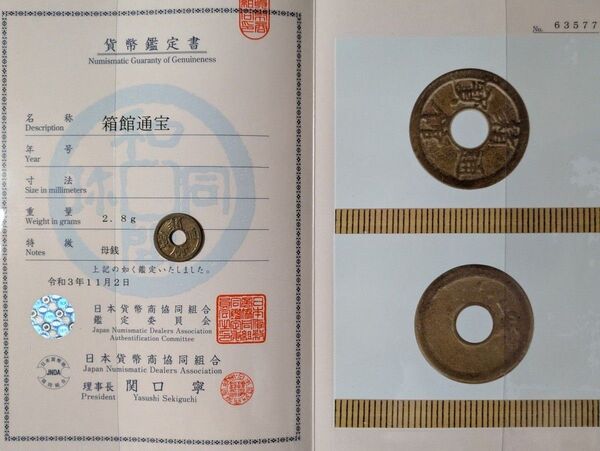 貨幣鑑定書
Numismatic Guaranty of Genuineness
名称
Description 箱館通宝
年号
Year
寸法
Size in millimeters
重量
Weight in grams 2.8g
特徴
Notes 母銭
上記の如く鑑定いたしました。
令和3年11月2日
日本貨幣商協同組合
鑑定委員会
Japan Numismatic Dealers Association
Authentification Committee
日本貨幣商協同組合
Japan Numismatic Dealers Association
理事長 関口 寧
President Yasushi Sekiguchi
JNDA
No. 63577